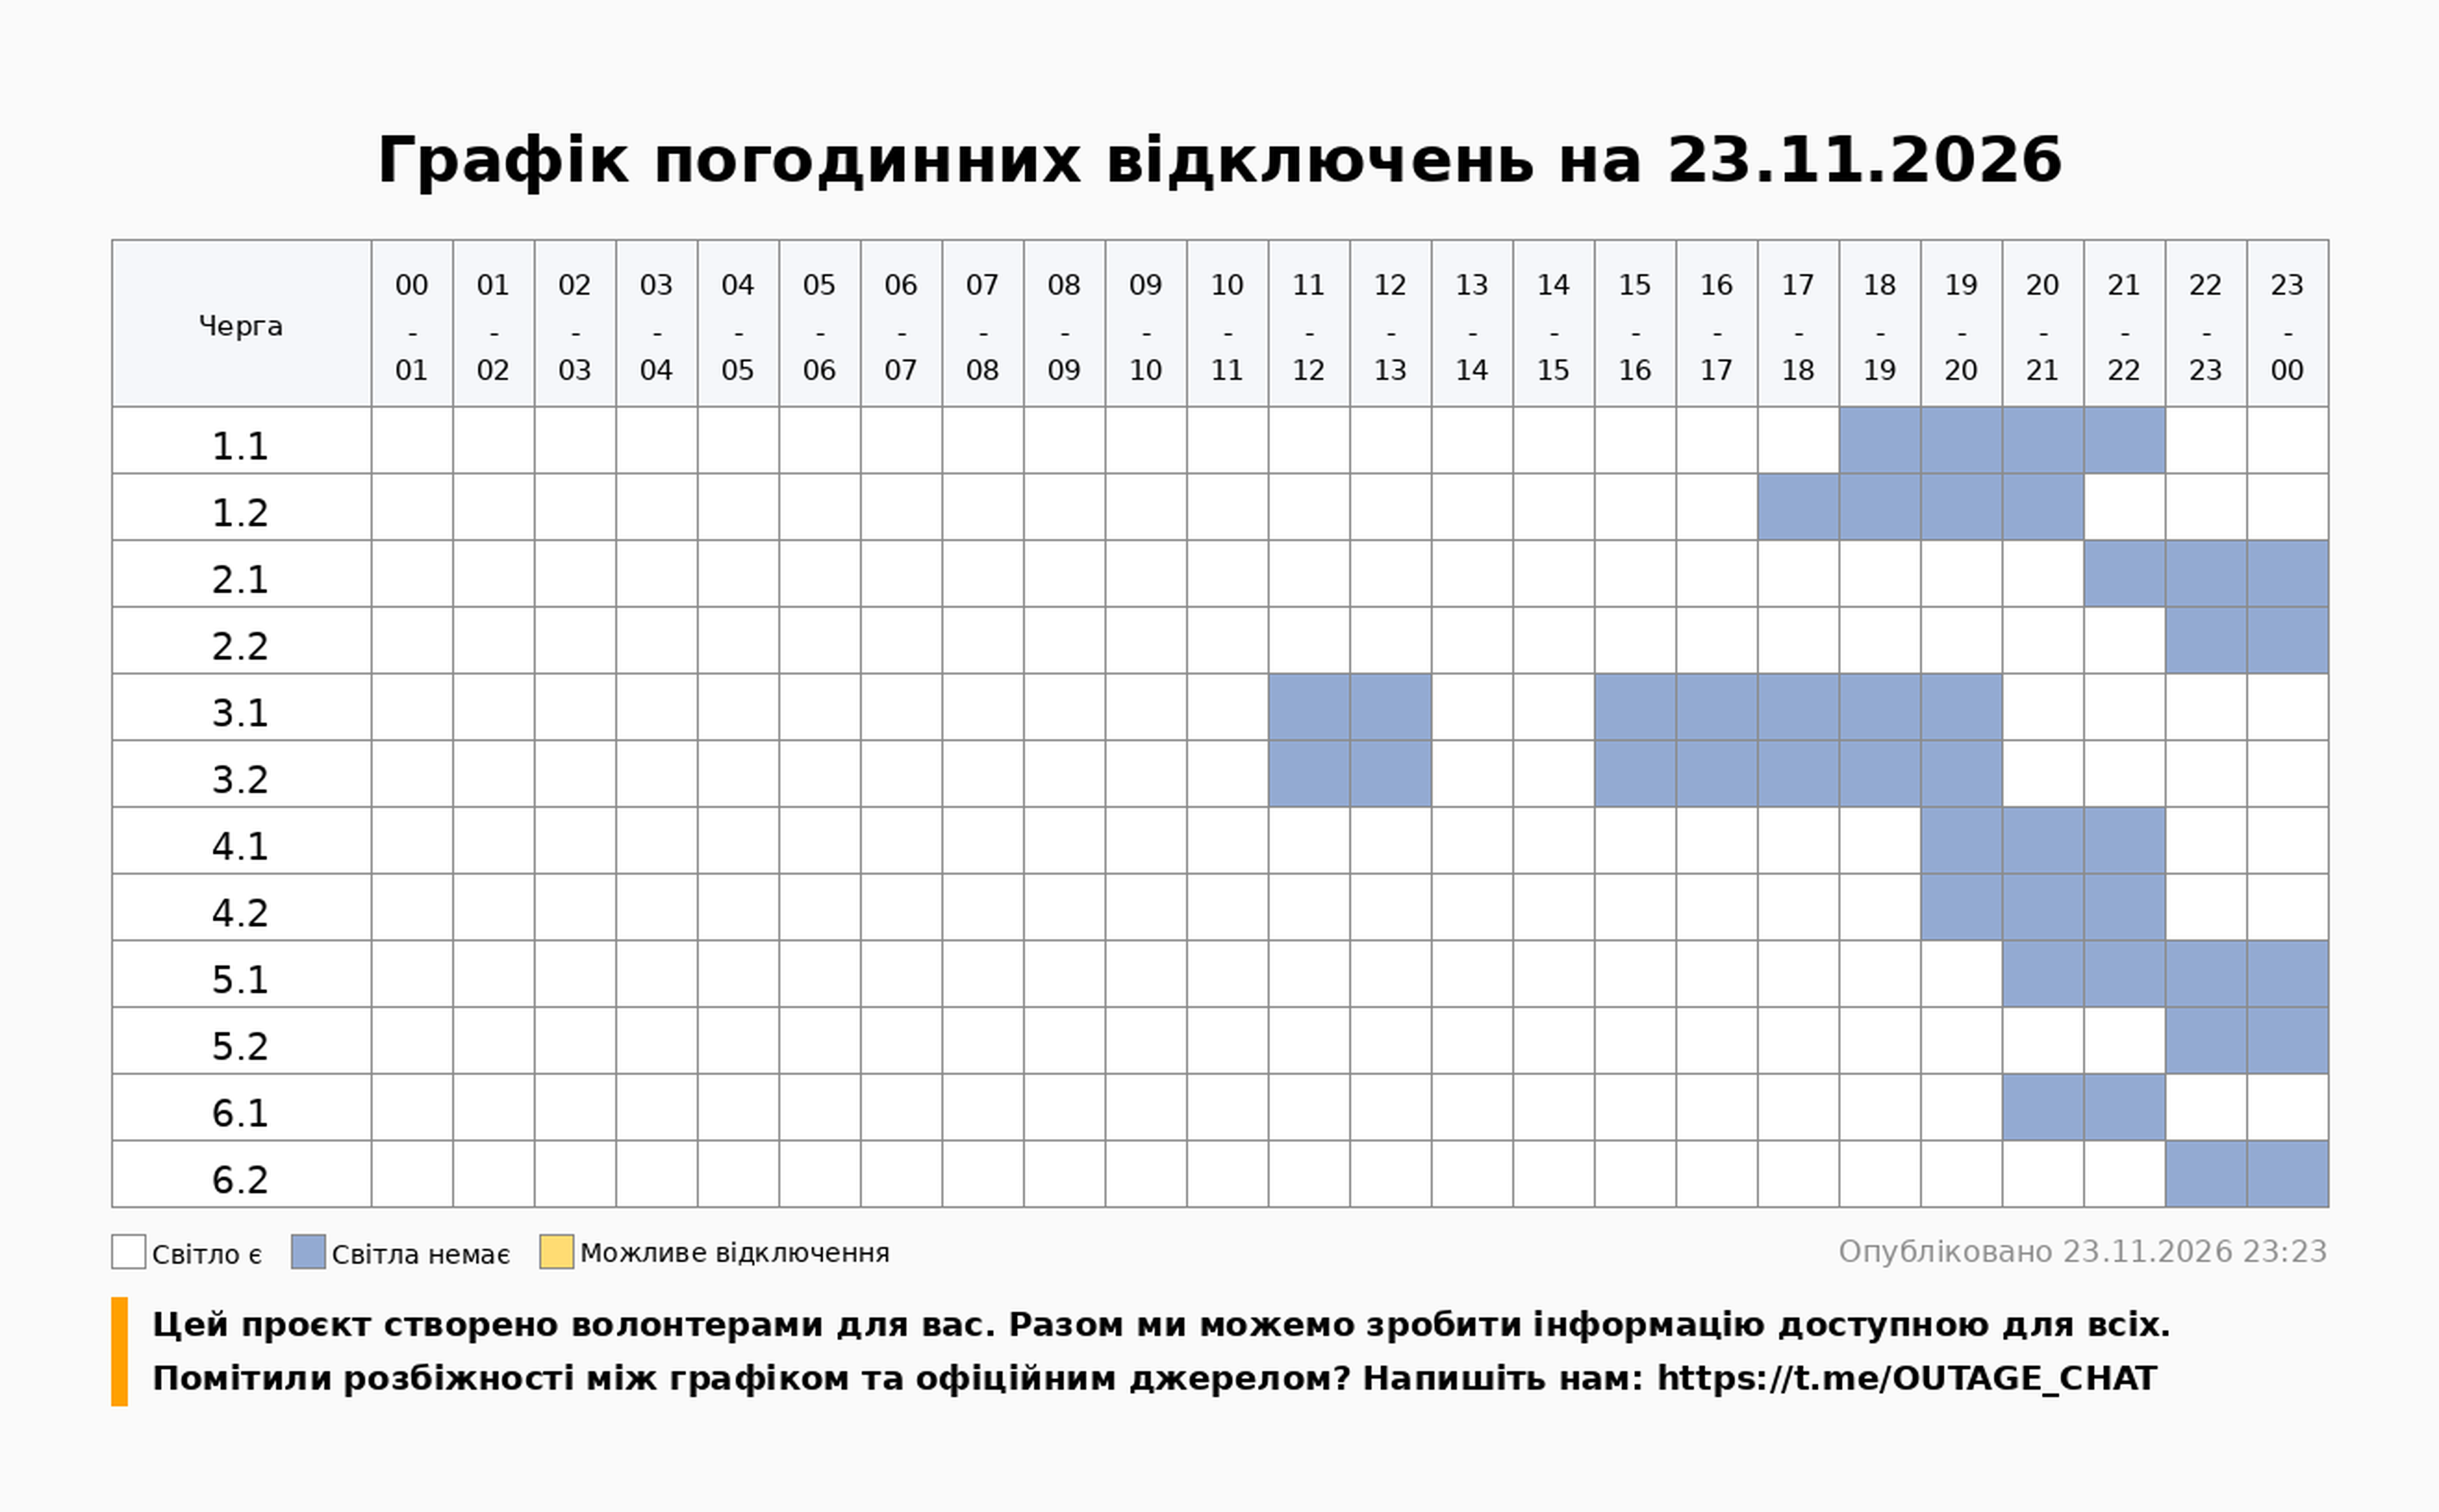 Графік погодинних відключень на 23.11.2026
Черга 00 - 01 01 - 02 02 - 03 03 - 04 04 - 05 05 - 06 06 - 07 07 - 08 08 - 09 09 - 10 10 - 11 11 - 12 12 - 13 13 - 14 14 - 15 15 - 16 16 - 17 17 - 18 18 - 19 19 - 20 20 - 21 21 - 22 22 - 23 23 - 00
1.1
1.2
2.1
2.2
3.1
3.2
4.1
4.2
5.1
5.2
6.1
6.2
Світло є Світла немає Можливе відключення Опубліковано 23.11.2026 23:23
Цей проєкт створено волонтерами для вас. Разом ми можемо зробити інформацію доступною для всіх.
Помітили розбіжності між графіком та офіційним джерелом? Напишіть нам: https://t.me/OUTAGE_CHAT